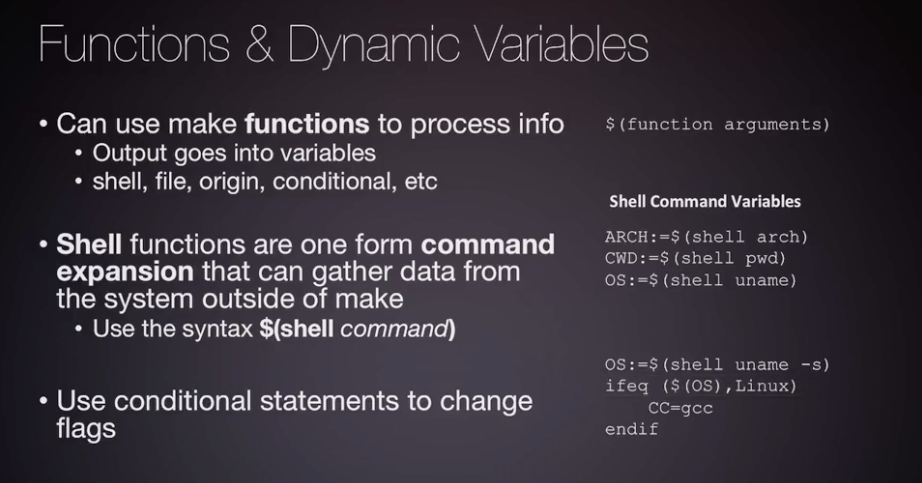 Functions & Dynamic Variables
• Can use make functions to process info
• Output goes into variables
• shell, file, origin, conditional, etc
• Shell functions are one form command
expansion that can gather data from
the system outside of make
• Use the syntax $(shell command)
• Use conditional statements to change
flags
$(function arguments)
Shell Command Variables
ARCH:=$(shell arch)
CWD:=$(shell pwd)
OS:=$(shell uname)
OS:=$(shell uname -s)
ifeq ($(OS),Linux)
CC=gcc
endif